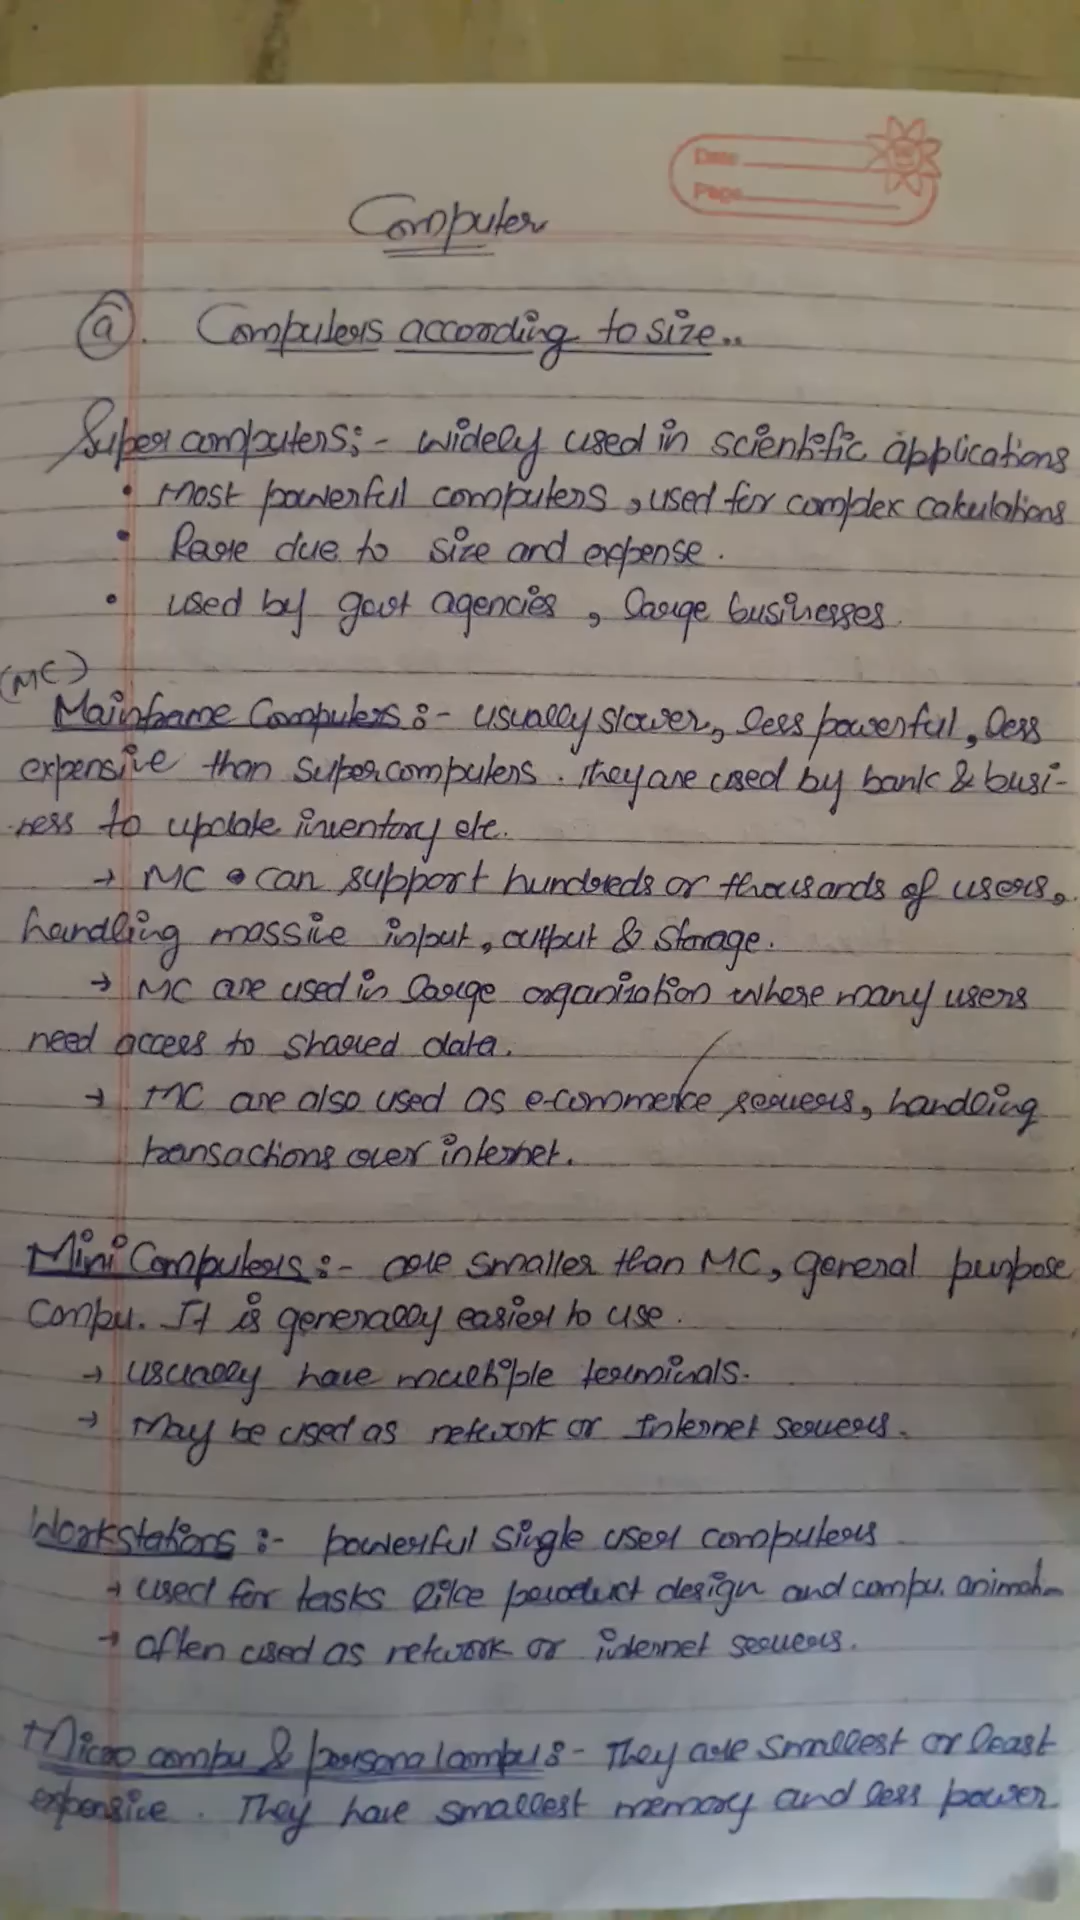 Date
Page
Computer
(a). Computers according to size..
Super computers:- widely used in scientific applications
• Most powerful computers, used for complex calculations
• Rare due to size and expense.
• used by govt agencies, large businesses.
(MC)
Mainframe Computers:- usually slower, less powerful, less
expensive than supercomputers. They are used by bank & busi-
ness to update inventory etc.
→ MC can support hundreds or thousands of users,
handling massive input, output & storage.
→ MC are used in large organization where many users
need access to shared data.
→ MC are also used as e-commerce servers, handling
transactions over internet.
Mini Computers:- are smaller than MC, general purpose
compu. It is generally easier to use.
→ usually have multiple terminals.
→ May be used as network or Internet servers.
Workstations:- powerful single user computers
→ used for tasks like product design and compu. animat-
→ often used as network or internet servers.
Micro compu & personal compu:- They are smallest or least
expensive. They have smallest memory and less power